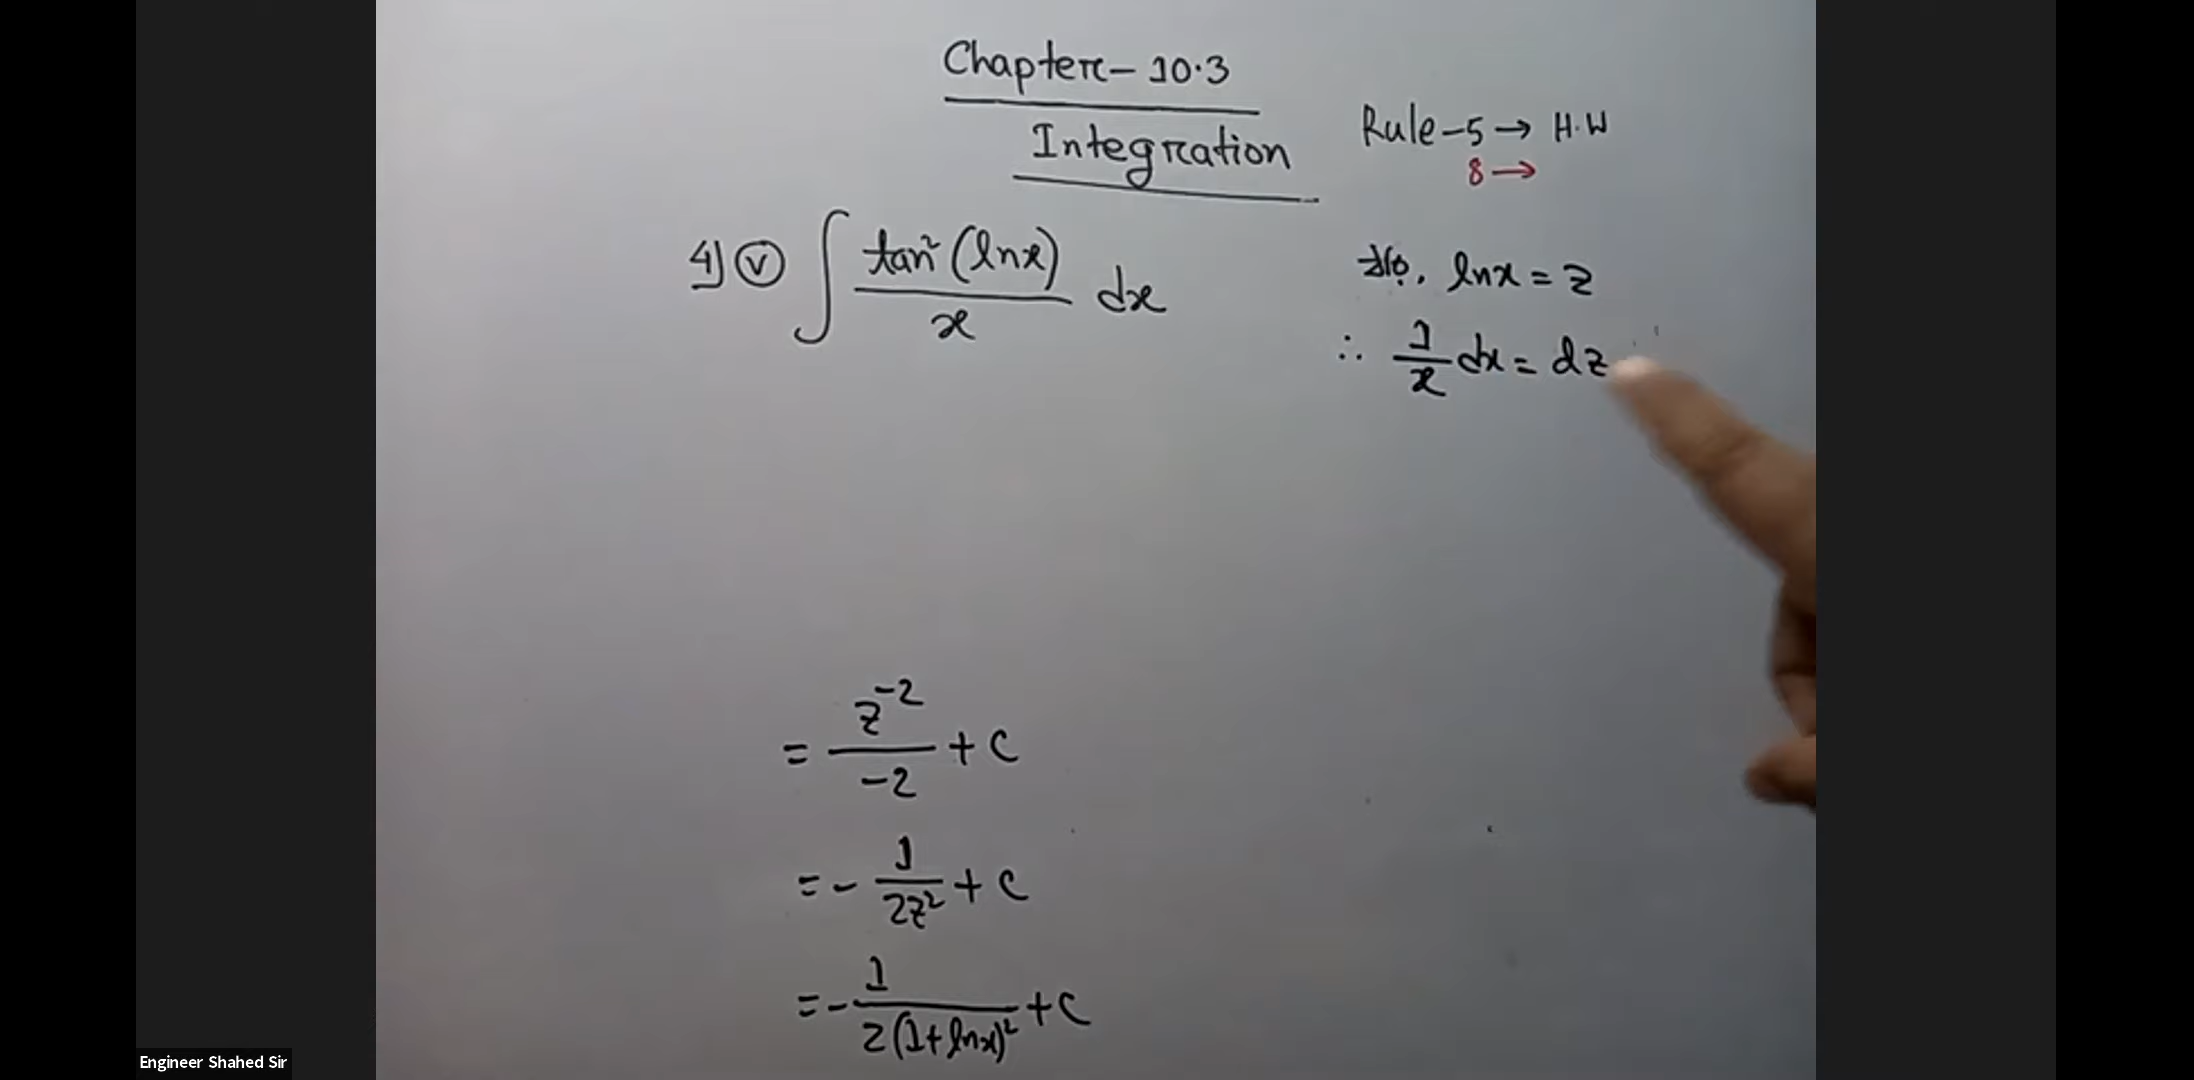 Chapter- 10.3
Integration
Rule-5 → H.W
8 →
4) (v) ∫ tan²(lnx) / x dx
ধরি, lnx = z
∴ 1/x dx = dz
= z⁻² / -2 + c
= - 1 / 2z² + c
= - 1 / 2(1+lnx)² + c
Engineer Shahed Sir